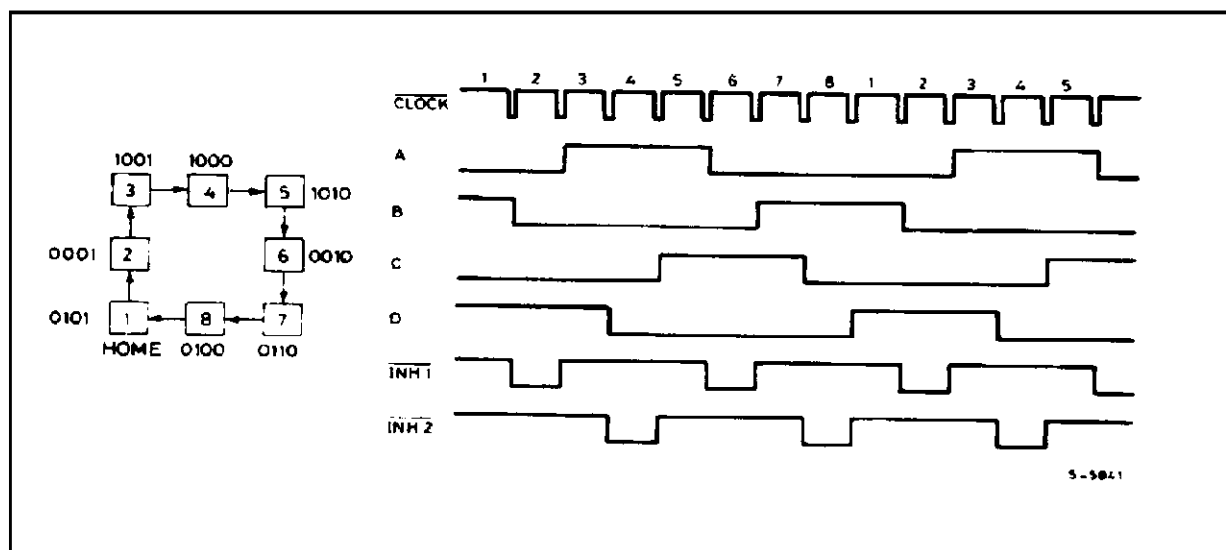 1001 1000
3 4 5 1010
0001 2 6 0010
0101 1 8 7
HOME 0100 0110
1 2 3 4 5 6 7 8 1 2 3 4 5
CLOCK
A
B
C
D
INH 1
INH 2
S-5841